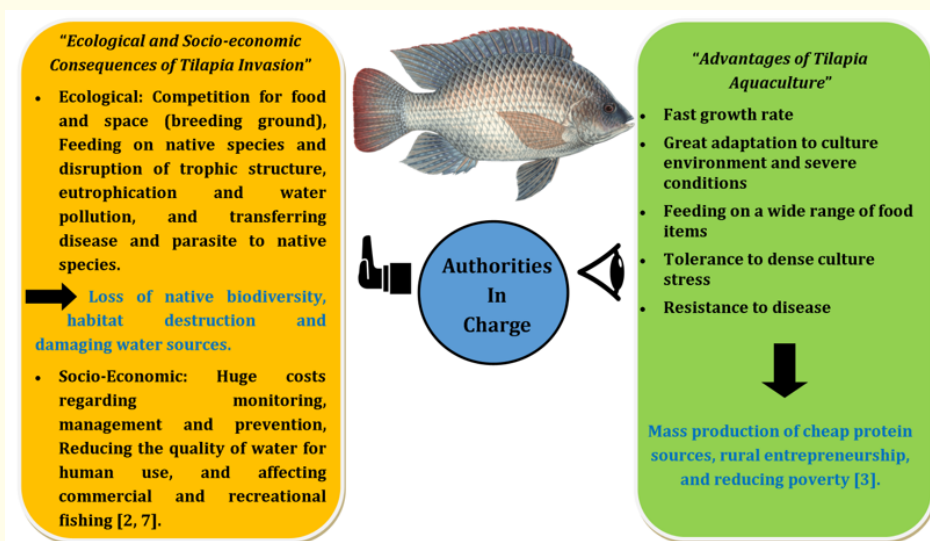 “Ecological and Socio-economic
Consequences of Tilapia Invasion”
• Ecological: Competition for food
and space (breeding ground),
Feeding on native species and
disruption of trophic structure,
eutrophication and water
pollution, and transferring
disease and parasite to native
species.
Loss of native biodiversity,
habitat destruction and
damaging water sources.
• Socio-Economic: Huge costs
regarding monitoring,
management and prevention,
Reducing the quality of water for
human use, and affecting
commercial and recreational
fishing [2, 7].
Authorities
In
Charge
“Advantages of Tilapia
Aquaculture”
• Fast growth rate
• Great adaptation to culture
environment and severe
conditions
• Feeding on a wide range of food
items
• Tolerance to dense culture
stress
• Resistance to disease
Mass production of cheap protein
sources, rural entrepreneurship,
and reducing poverty [3].